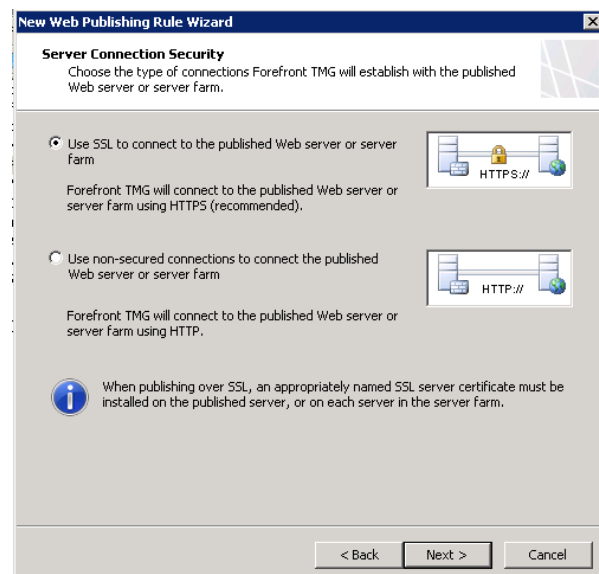 New Web Publishing Rule Wizard
Server Connection Security
Choose the type of connections Forefront TMG will establish with the published
Web server or server farm.
Use SSL to connect to the published Web server or server
farm
HTTPS://
Forefront TMG will connect to the published Web server or
server farm using HTTPS (recommended).
Use non-secured connections to connect the published
Web server or server farm
HTTP://
Forefront TMG will connect to the published Web server or
server farm using HTTP.
When publishing over SSL, an appropriately named SSL server certificate must be
installed on the published server, or on each server in the server farm.
< Back
Next >
Cancel